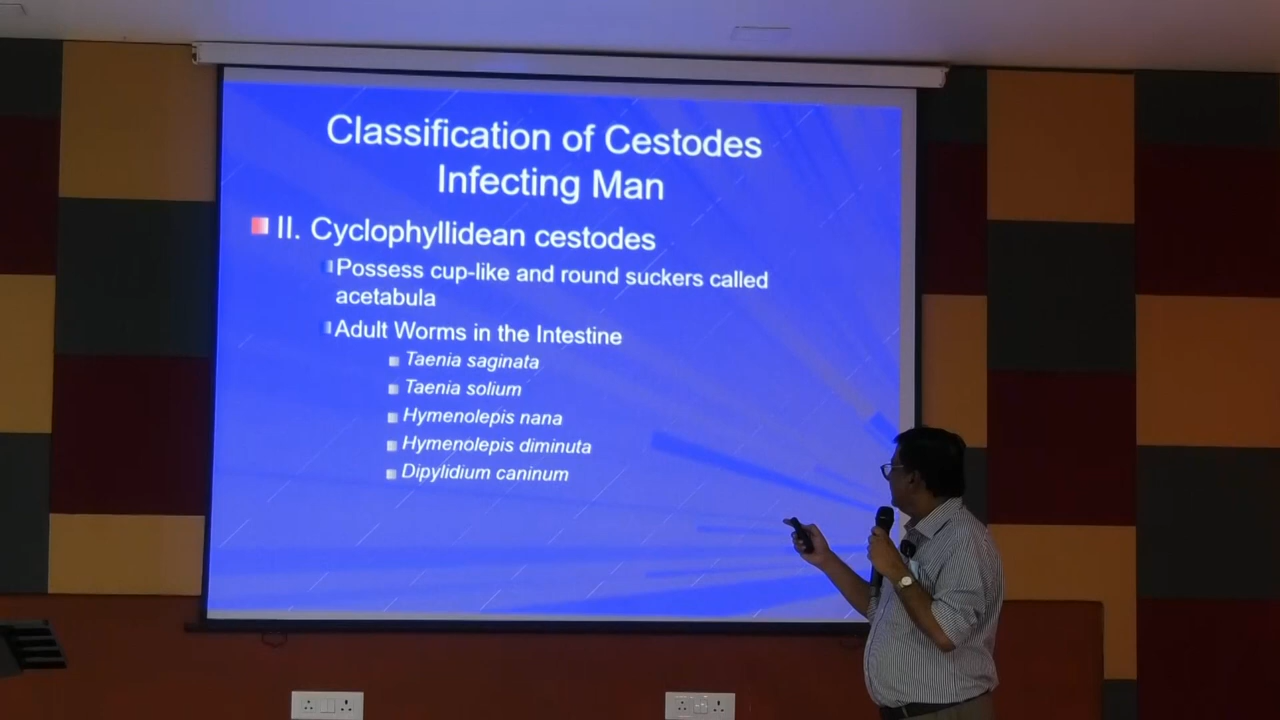 Classification of Cestodes
Infecting Man
II. Cyclophyllidean cestodes
Possess cup-like and round suckers called
acetabula
Adult Worms in the Intestine
Taenia saginata
Taenia solium
Hymenolepis nana
Hymenolepis diminuta
Dipylidium caninum